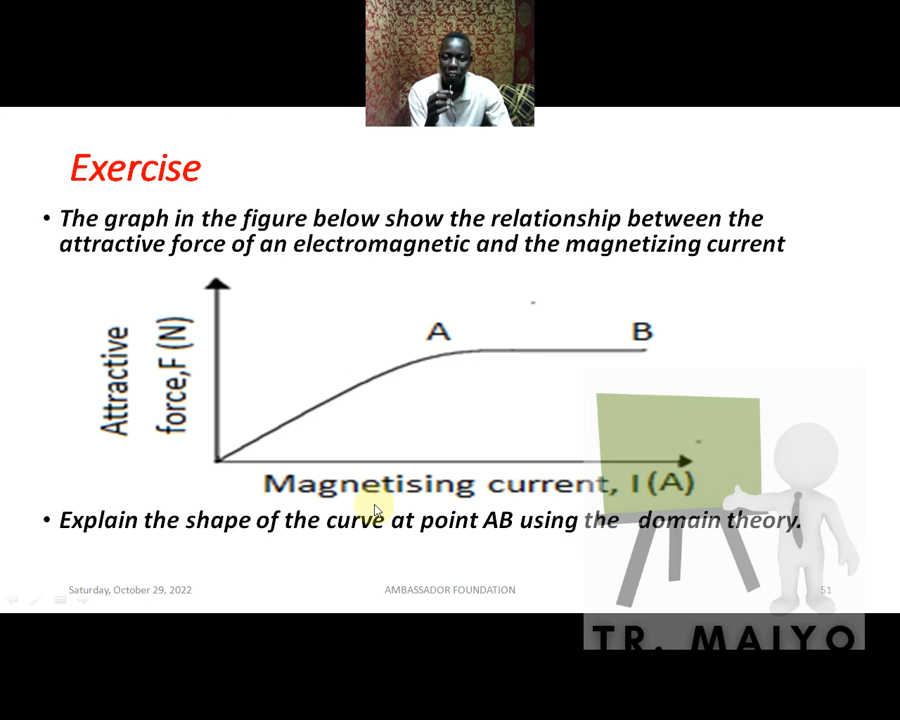 Exercise
• The graph in the figure below show the relationship between the
attractive force of an electromagnetic and the magnetizing current
Attractive
force,F (N)
A
B
Magnetising current, I (A)
• Explain the shape of the curve at point AB using the domain theory.
Saturday, October 29, 2022
AMBASSADOR FOUNDATION
51
TR. MAIYO